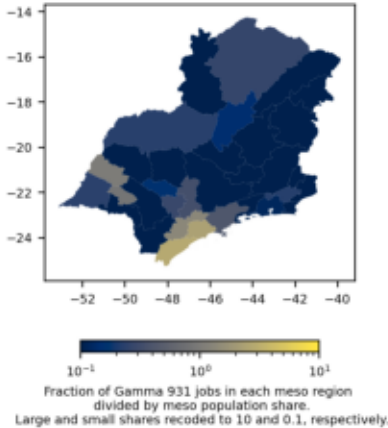 −14
−16
−18
−20
−22
−24
−52 −50 −48 −46 −44 −42 −40
10⁻¹ 10⁰ 10¹
Fraction of Gamma 931 jobs in each meso region
divided by meso population share.
Large and small shares recoded to 10 and 0.1, respectively.